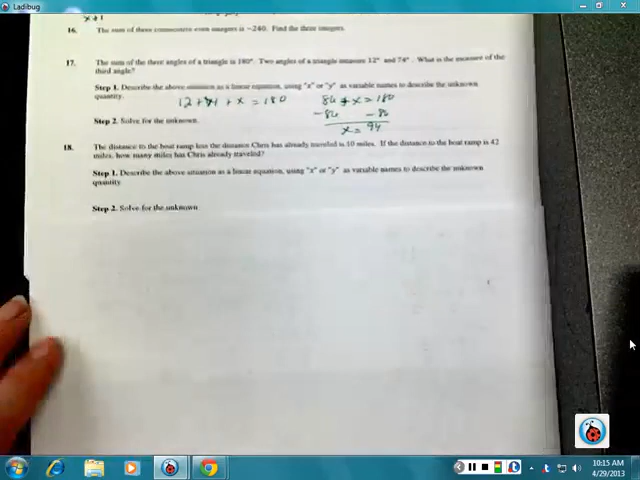 Ladibug
x+1
16. The sum of three consecutive even integers is −240. Find the three integers.
17. The sum of the three angles of a triangle is 180°. Two angles of a triangle measure 12° and 74°. What is the measure of the
third angle?
Step 1. Describe the above situation as a linear equation, using "x" or "y" as variable names to describe the unknown
quantity.
12 + 74 + x = 180
86 + x = 180
−86 −86
Step 2. Solve for the unknown.
x = 94
18. The distance to the boat ramp less the distance Chris has already traveled is 10 miles. If the distance to the boat ramp is 42
miles, how many miles has Chris already traveled?
Step 1. Describe the above situation as a linear equation, using "x" or "y" as variable names to describe the unknown
quantity
Step 2. Solve for the unknown
10:15 AM
4/29/2013